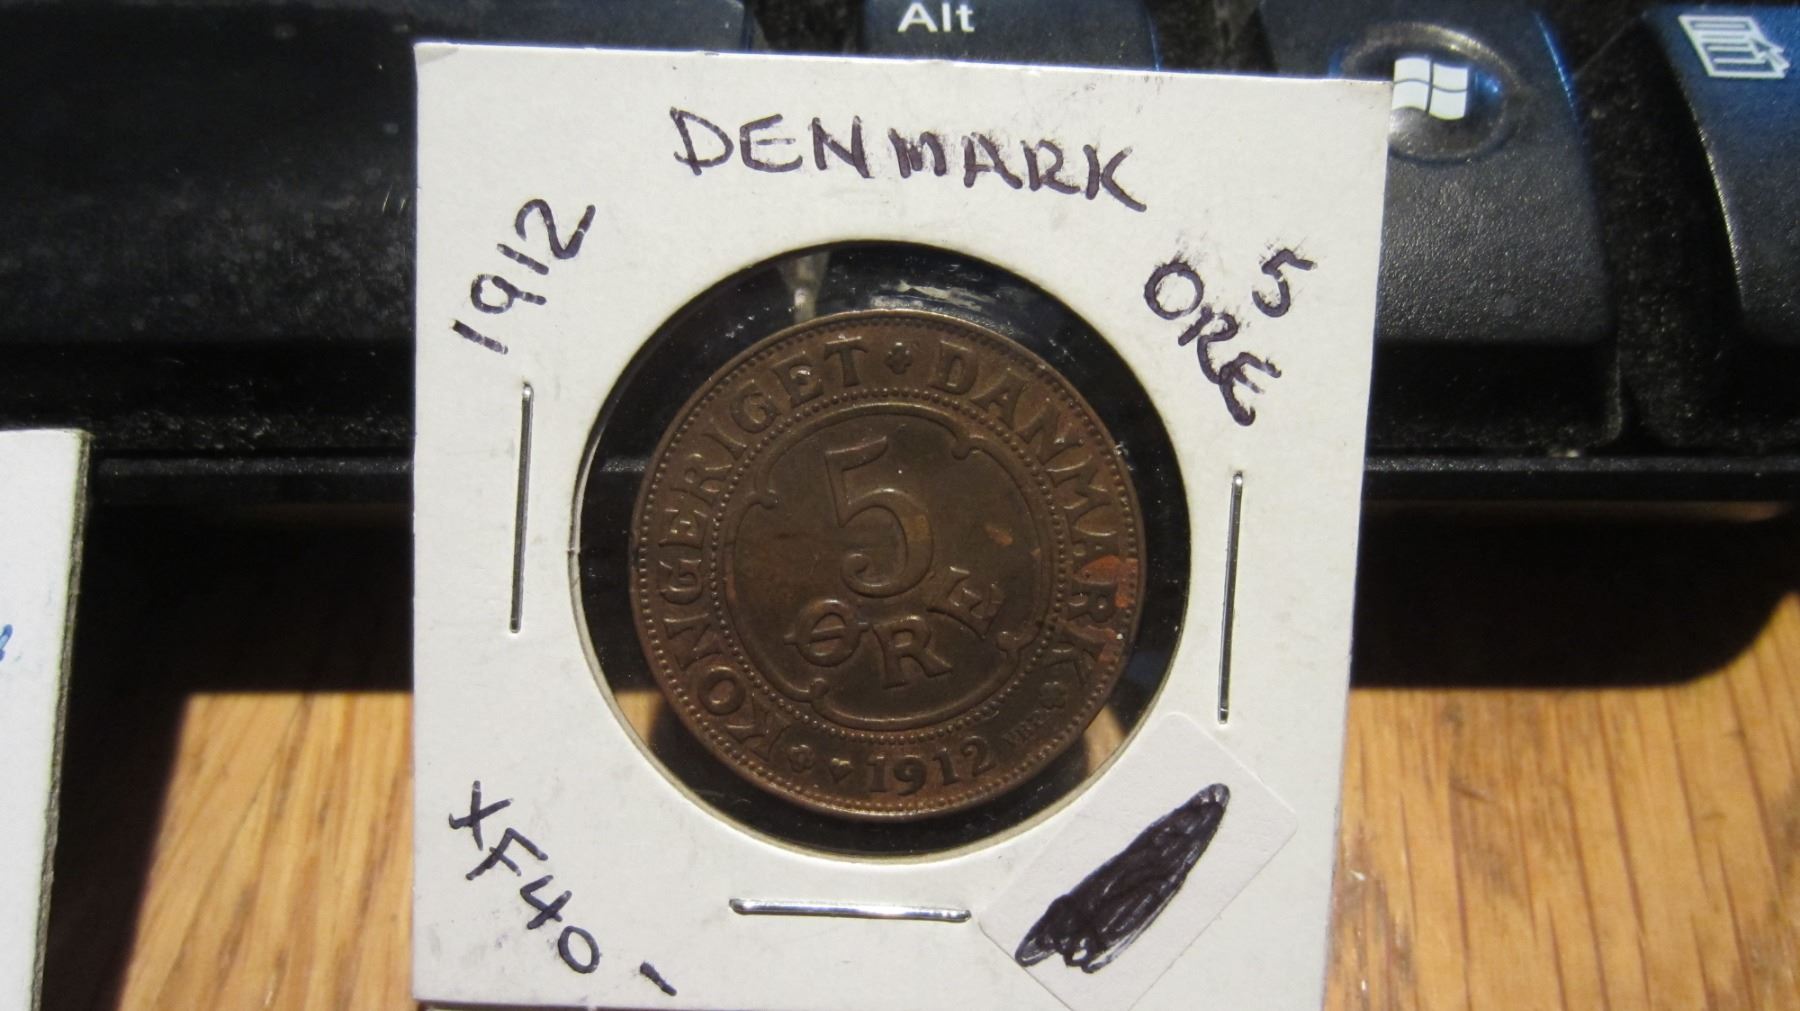 Alt
DENMARK
1912
5
ORE
KONGERIGET DANMARK
5
ØRE
♥ 1912
XF40-